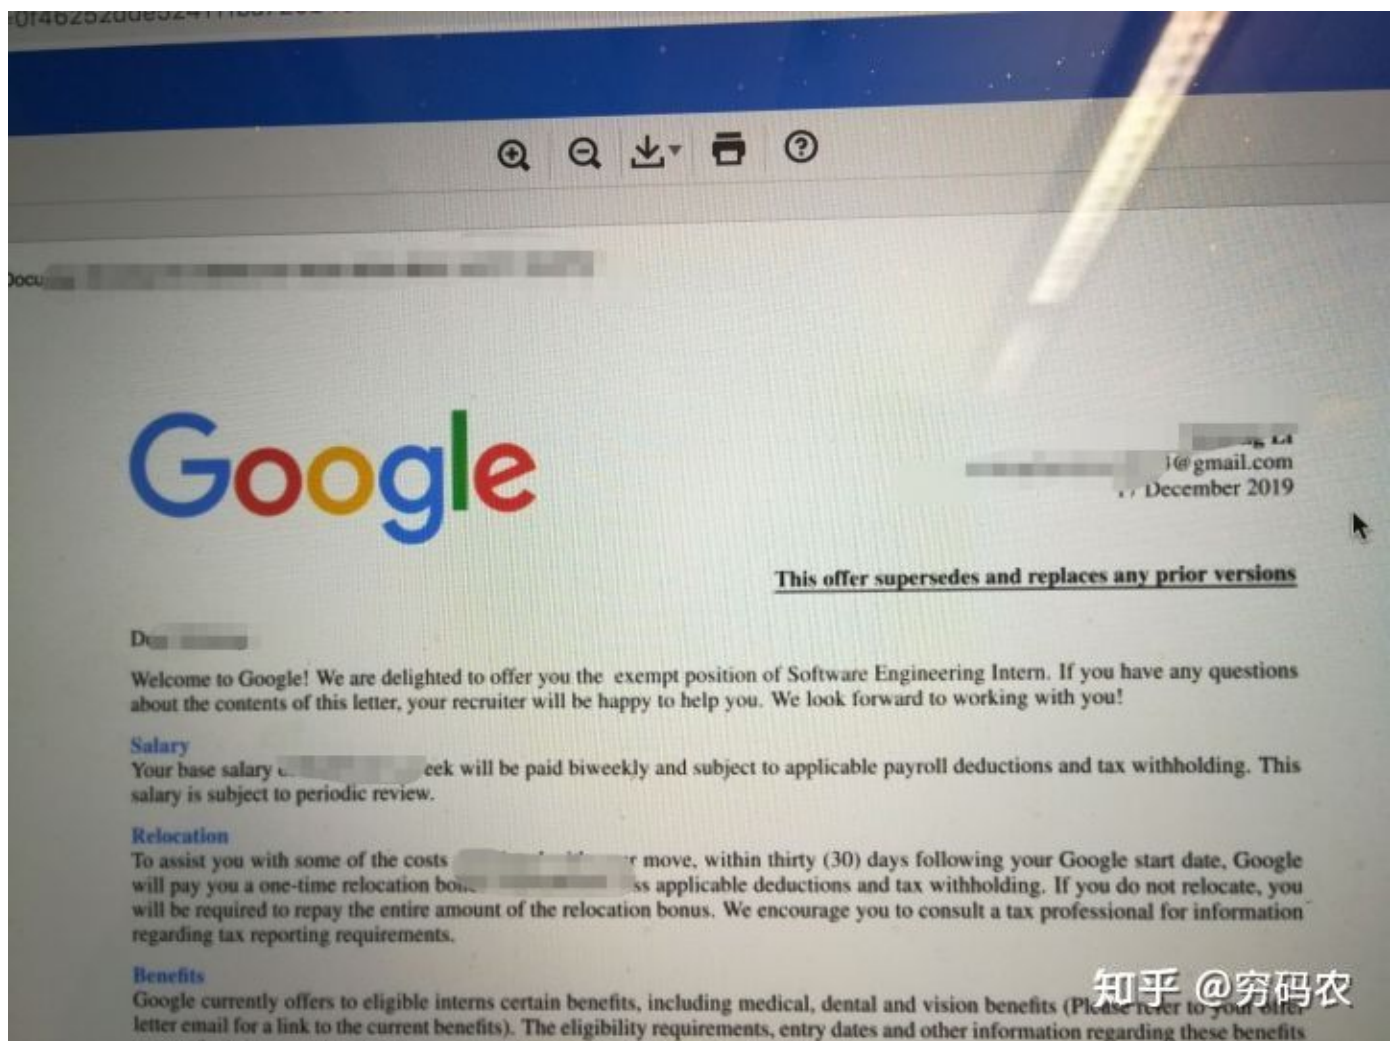 Google
@gmail.com
December 2019
This offer supersedes and replaces any prior versions
Welcome to Google! We are delighted to offer you the exempt position of Software Engineering Intern. If you have any questions
about the contents of this letter, your recruiter will be happy to help you. We look forward to working with you!
Salary
Your base salary will be paid biweekly and subject to applicable payroll deductions and tax withholding. This
salary is subject to periodic review.
Relocation
To assist you with some of the costs move, within thirty (30) days following your Google start date, Google
will pay you a one-time relocation applicable deductions and tax withholding. If you do not relocate, you
will be required to repay the entire amount of the relocation bonus. We encourage you to consult a tax professional for information
regarding tax reporting requirements.
Benefits
Google currently offers to eligible interns certain benefits, including medical, dental and vision benefits (Please refer to your offer
letter email for a link to the current benefits). The eligibility requirements, entry dates and other information regarding these benefits
知乎 @穷码农